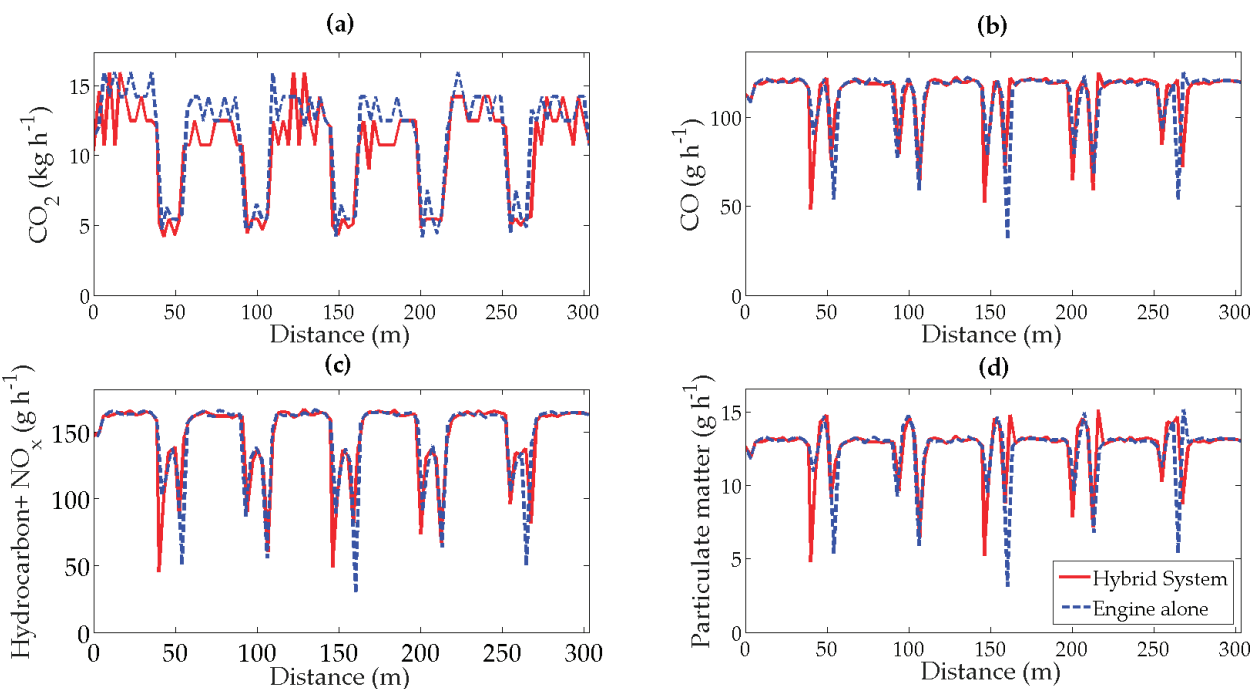 (a)
CO2 (kg h-1)
15
10
5
0
0 50 100 150 200 250 300
Distance (m)
(b)
CO (g h-1)
100
50
0
0 50 100 150 200 250 300
Distance (m)
(c)
Hydrocarbon+ NOx (g h-1)
150
100
50
0
0 50 100 150 200 250 300
Distance (m)
(d)
Particulate matter (g h-1)
15
10
5
0
0 50 100 150 200 250 300
Distance (m)
Hybrid System
Engine alone